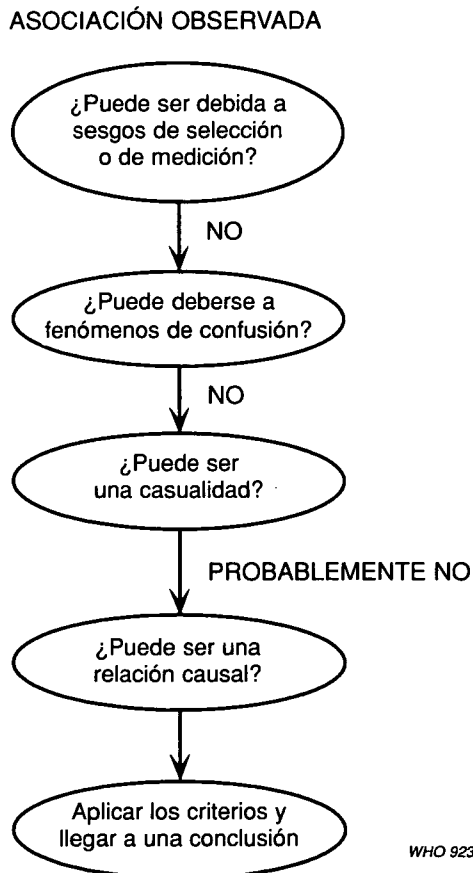 ASOCIACIÓN OBSERVADA
¿Puede ser debida a
sesgos de selección
o de medición?
NO
¿Puede deberse a
fenómenos de confusión?
NO
¿Puede ser
una casualidad?
PROBABLEMENTE NO
¿Puede ser una
relación causal?
Aplicar los criterios y
llegar a una conclusión
WHO 923